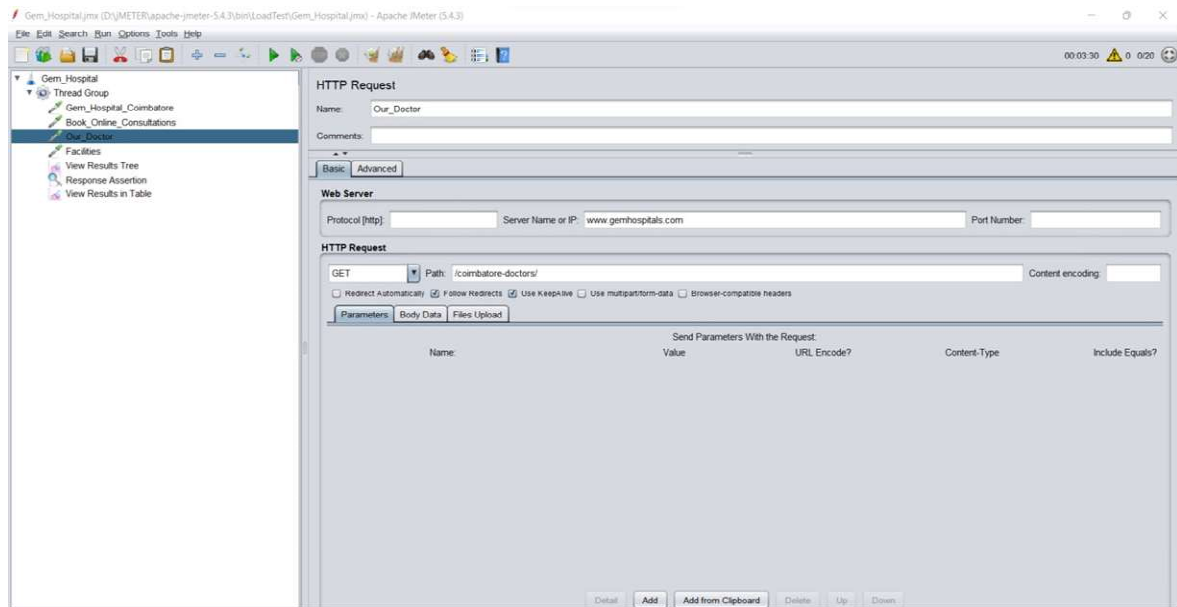 Gem_Hospital.jmx (D:\JMETER\apache-jmeter-5.4.3\bin\LoadTest\Gem_Hospital.jmx) - Apache JMeter (5.4.3)
File Edit Search Run Options Tools Help
00:03:30 0 0/20
Gem_Hospital
Thread Group
Gem_Hospital_Coimbatore
Book_Online_Consultations
Our_Doctor
Facilities
View Results Tree
Response Assertion
View Results in Table
HTTP Request
Name: Our_Doctor
Comments:
Basic Advanced
Web Server
Protocol [http]: Server Name or IP: www.gemhospitals.com Port Number:
HTTP Request
GET Path: /coimbatore-doctors/ Content encoding:
Redirect Automatically Follow Redirects Use KeepAlive Use multipart/form-data Browser-compatible headers
Parameters Body Data Files Upload
Send Parameters With the Request:
Name: Value URL Encode? Content-Type Include Equals?
Detail Add Add from Clipboard Delete Up Down